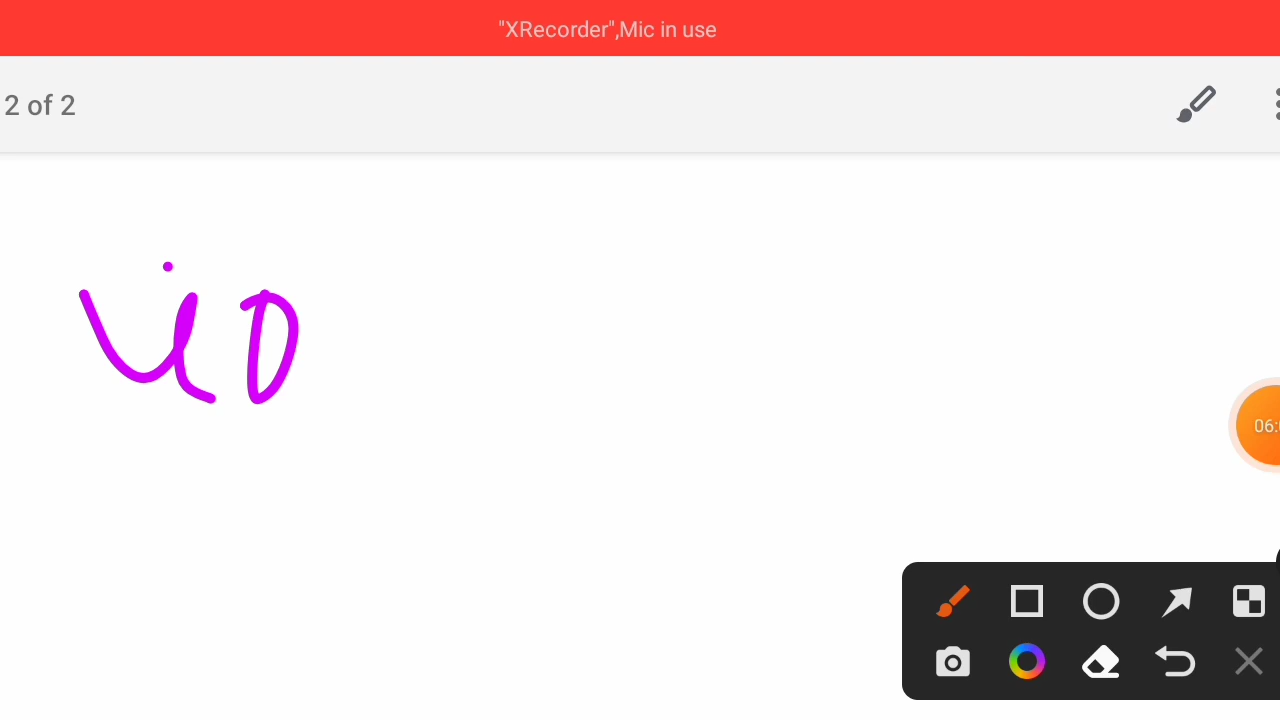 "XRecorder",Mic in use
2 of 2
u̇D